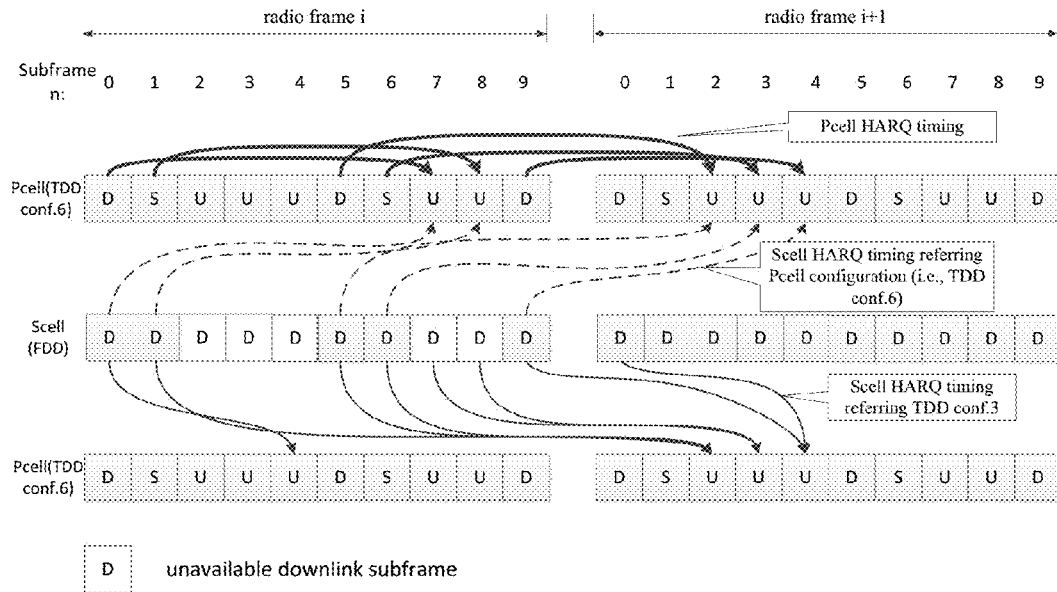 radio frame i radio frame i+1
Subframe n: 0 1 2 3 4 5 6 7 8 9 0 1 2 3 4 5 6 7 8 9
Pcell HARQ timing
Pcell(TDD conf.6) D S U U U D S U U D D S U U U D S U U D
Scell HARQ timing referring
Pcell configuration (i.e., TDD
conf.6)
Scell (FDD) D D D D D D D D D D D D D D D D D D D D
Scell HARQ timing
referring TDD conf.3
Pcell(TDD conf.6) D S U U U D S U U D D S U U U D S U U D
D unavailable downlink subframe